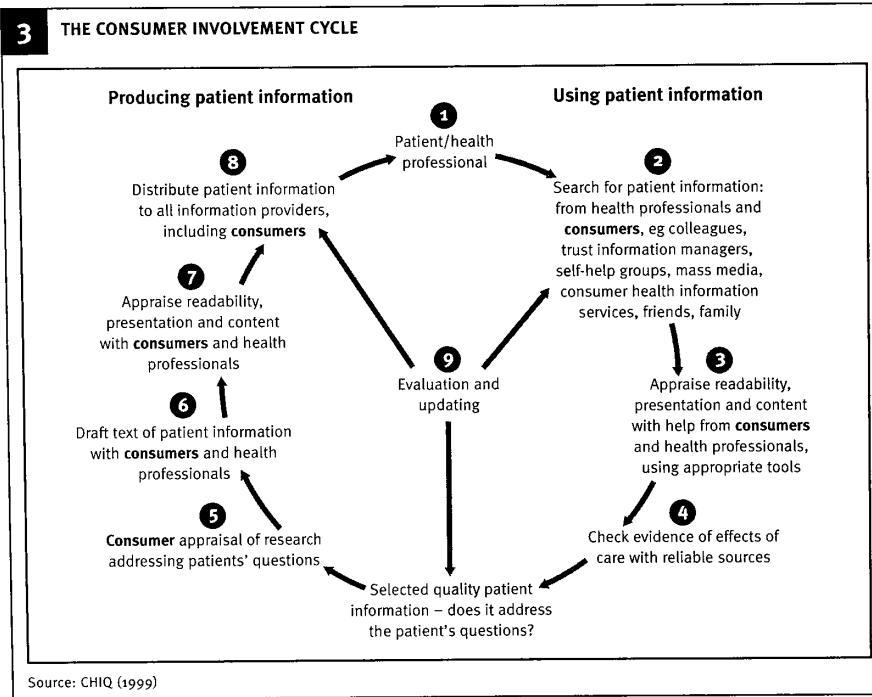 3 THE CONSUMER INVOLVEMENT CYCLE
Producing patient information
Using patient information
1
Patient/health
professional
2
Search for patient information:
from health professionals and
consumers, eg colleagues,
trust information managers,
self-help groups, mass media,
consumer health information
services, friends, family
3
Appraise readability,
presentation and content
with help from consumers
and health professionals,
using appropriate tools
4
Check evidence of effects of
care with reliable sources
Selected quality patient
information – does it address
the patient's questions?
5
Consumer appraisal of research
addressing patients' questions
6
Draft text of patient information
with consumers and health
professionals
7
Appraise readability,
presentation and content
with consumers and health
professionals
8
Distribute patient information
to all information providers,
including consumers
9
Evaluation and
updating
Source: CHIQ (1999)